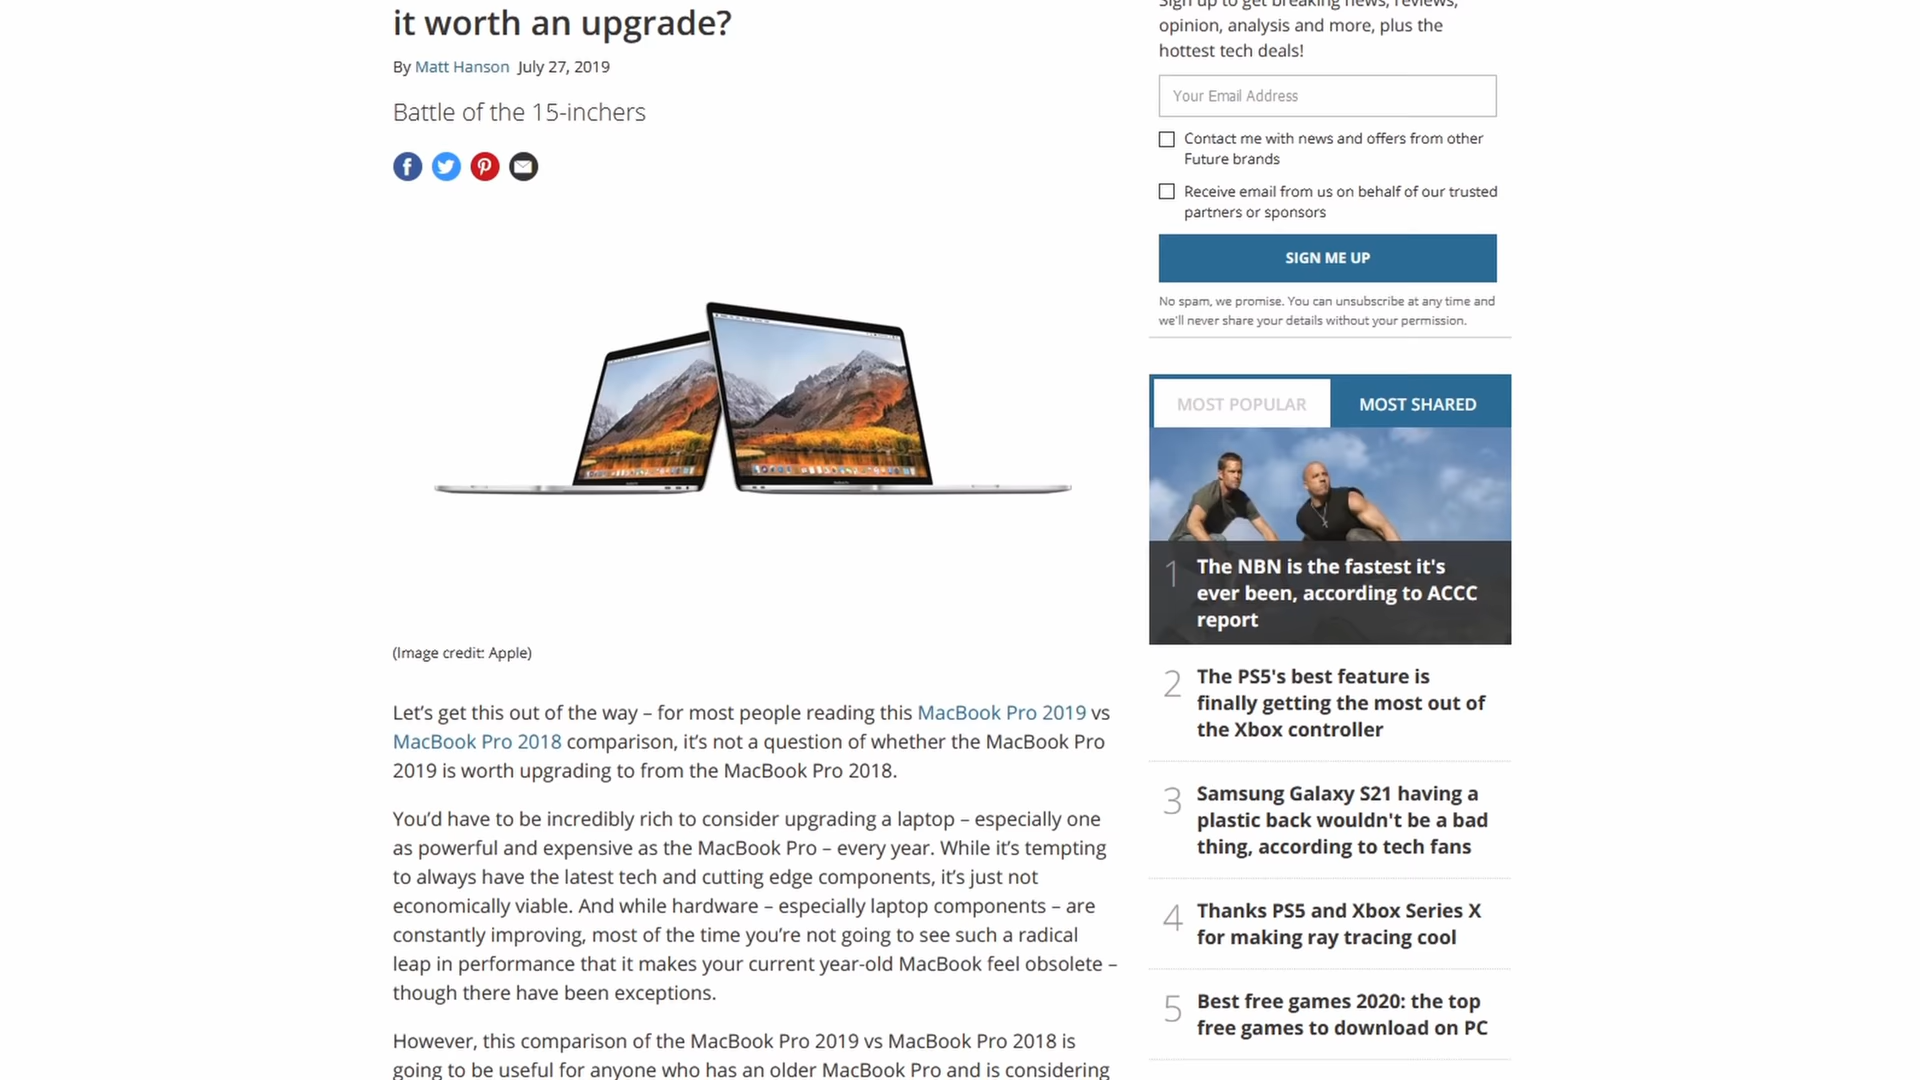 it worth an upgrade?
By Matt Hanson July 27, 2019
Battle of the 15-inchers
(Image credit: Apple)
Let’s get this out of the way – for most people reading this MacBook Pro 2019 vs
MacBook Pro 2018 comparison, it’s not a question of whether the MacBook Pro
2019 is worth upgrading to from the MacBook Pro 2018.
You’d have to be incredibly rich to consider upgrading a laptop – especially one
as powerful and expensive as the MacBook Pro – every year. While it’s tempting
to always have the latest tech and cutting edge components, it’s just not
economically viable. And while hardware – especially laptop components – are
constantly improving, most of the time you’re not going to see such a radical
leap in performance that it makes your current year-old MacBook feel obsolete –
though there have been exceptions.
However, this comparison of the MacBook Pro 2019 vs MacBook Pro 2018 is
going to be useful for anyone who has an older MacBook Pro and is considering
Sign up to get breaking news, reviews,
opinion, analysis and more, plus the
hottest tech deals!
Your Email Address
Contact me with news and offers from other
Future brands
Receive email from us on behalf of our trusted
partners or sponsors
SIGN ME UP
No spam, we promise. You can unsubscribe at any time and
we'll never share your details without your permission.
MOST POPULAR
MOST SHARED
1 The NBN is the fastest it's
ever been, according to ACCC
report
2 The PS5's best feature is
finally getting the most out of
the Xbox controller
3 Samsung Galaxy S21 having a
plastic back wouldn't be a bad
thing, according to tech fans
4 Thanks PS5 and Xbox Series X
for making ray tracing cool
5 Best free games 2020: the top
free games to download on PC